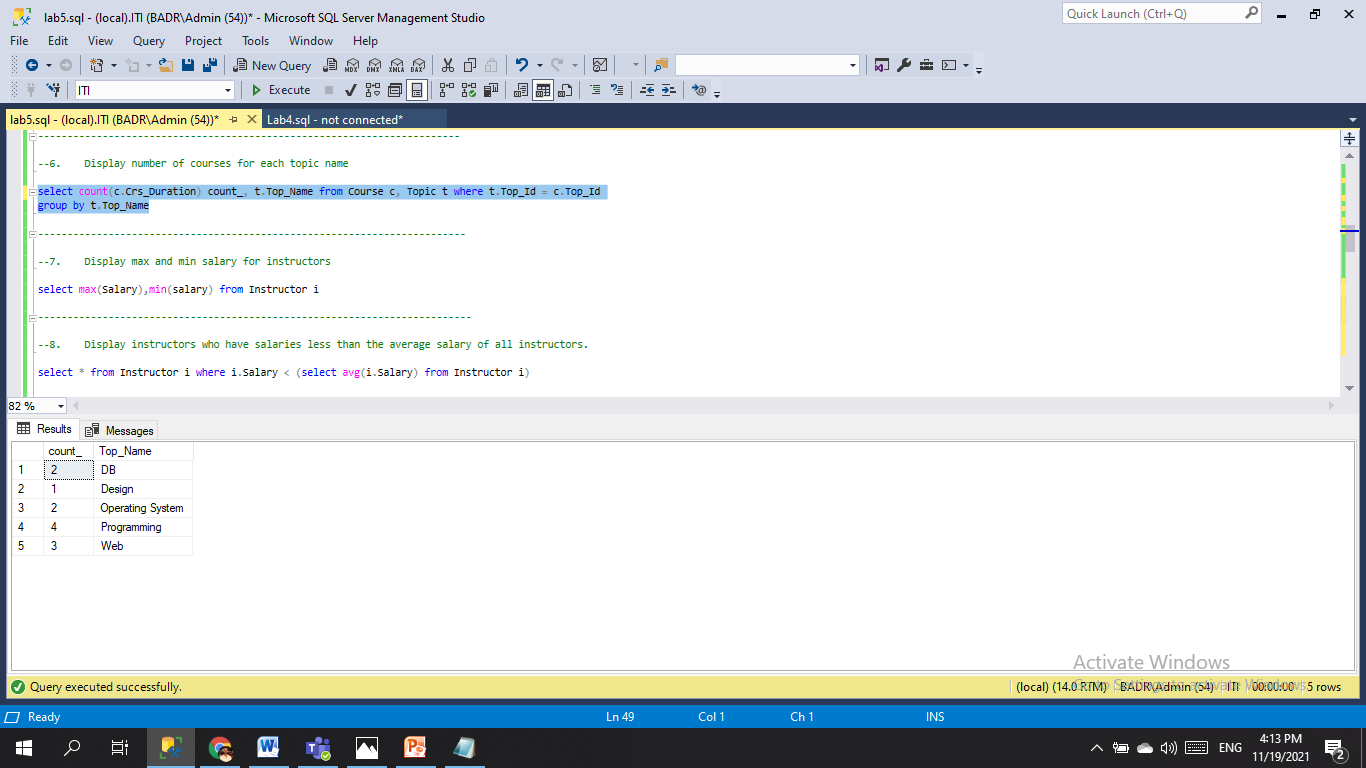 lab5.sql - (local).ITI (BADR\Admin (54))* - Microsoft SQL Server Management Studio
Quick Launch (Ctrl+Q)
File Edit View Query Project Tools Window Help
New Query MDX DMX XMLA DAX
ITI Execute
lab5.sql - (local).ITI (BADR\Admin (54))* Lab4.sql - not connected*
--6. Display number of courses for each topic name
select count(c.Crs_Duration) count_, t.Top_Name from Course c, Topic t where t.Top_Id = c.Top_Id
group by t.Top_Name
--7. Display max and min salary for instructors
select max(Salary),min(salary) from Instructor i
--8. Display instructors who have salaries less than the average salary of all instructors.
select * from Instructor i where i.Salary < (select avg(i.Salary) from Instructor i)
82 %
Results Messages
count_ Top_Name
1 2 DB
2 1 Design
3 2 Operating System
4 4 Programming
5 3 Web
Activate Windows
Go to Settings to activate Windows.
Query executed successfully. (local) (14.0 RTM) BADR\Admin (54) ITI 00:00:00 5 rows
Ready Ln 49 Col 1 Ch 1 INS
ENG 4:13 PM
11/19/2021 2